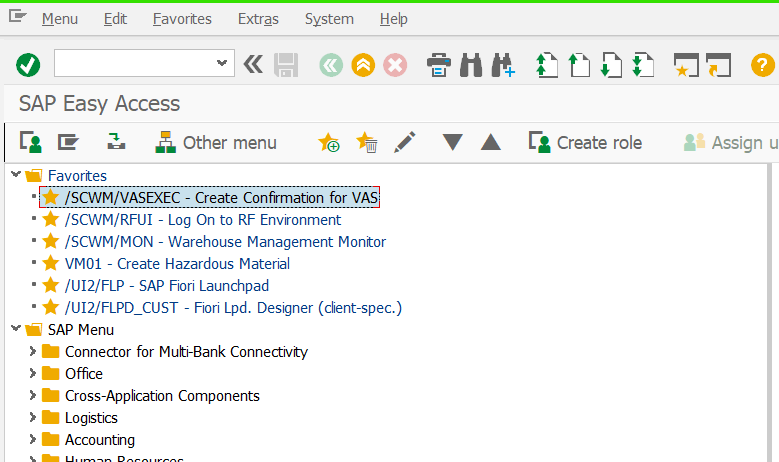 Menu Edit Favorites Extras System Help
SAP Easy Access
Other menu Create role Assign u
Favorites
/SCWM/VASEXEC - Create Confirmation for VAS
/SCWM/RFUI - Log On to RF Environment
/SCWM/MON - Warehouse Management Monitor
VM01 - Create Hazardous Material
/UI2/FLP - SAP Fiori Launchpad
/UI2/FLPD_CUST - Fiori Lpd. Designer (client-spec.)
SAP Menu
Connector for Multi-Bank Connectivity
Office
Cross-Application Components
Logistics
Accounting
Human Resources